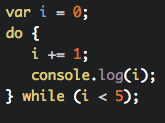 var i = 0;
do {
    i += 1;
    console.log(i);
} while (i < 5);